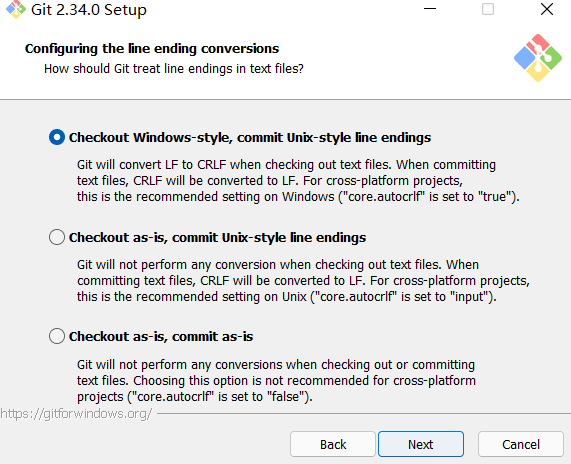 Git 2.34.0 Setup
Configuring the line ending conversions
How should Git treat line endings in text files?
Checkout Windows-style, commit Unix-style line endings
Git will convert LF to CRLF when checking out text files. When committing
text files, CRLF will be converted to LF. For cross-platform projects,
this is the recommended setting on Windows ("core.autocrlf" is set to "true").
Checkout as-is, commit Unix-style line endings
Git will not perform any conversion when checking out text files. When
committing text files, CRLF will be converted to LF. For cross-platform projects,
this is the recommended setting on Unix ("core.autocrlf" is set to "input").
Checkout as-is, commit as-is
Git will not perform any conversions when checking out or committing
text files. Choosing this option is not recommended for cross-platform
projects ("core.autocrlf" is set to "false").
https://gitforwindows.org/
Back
Next
Cancel